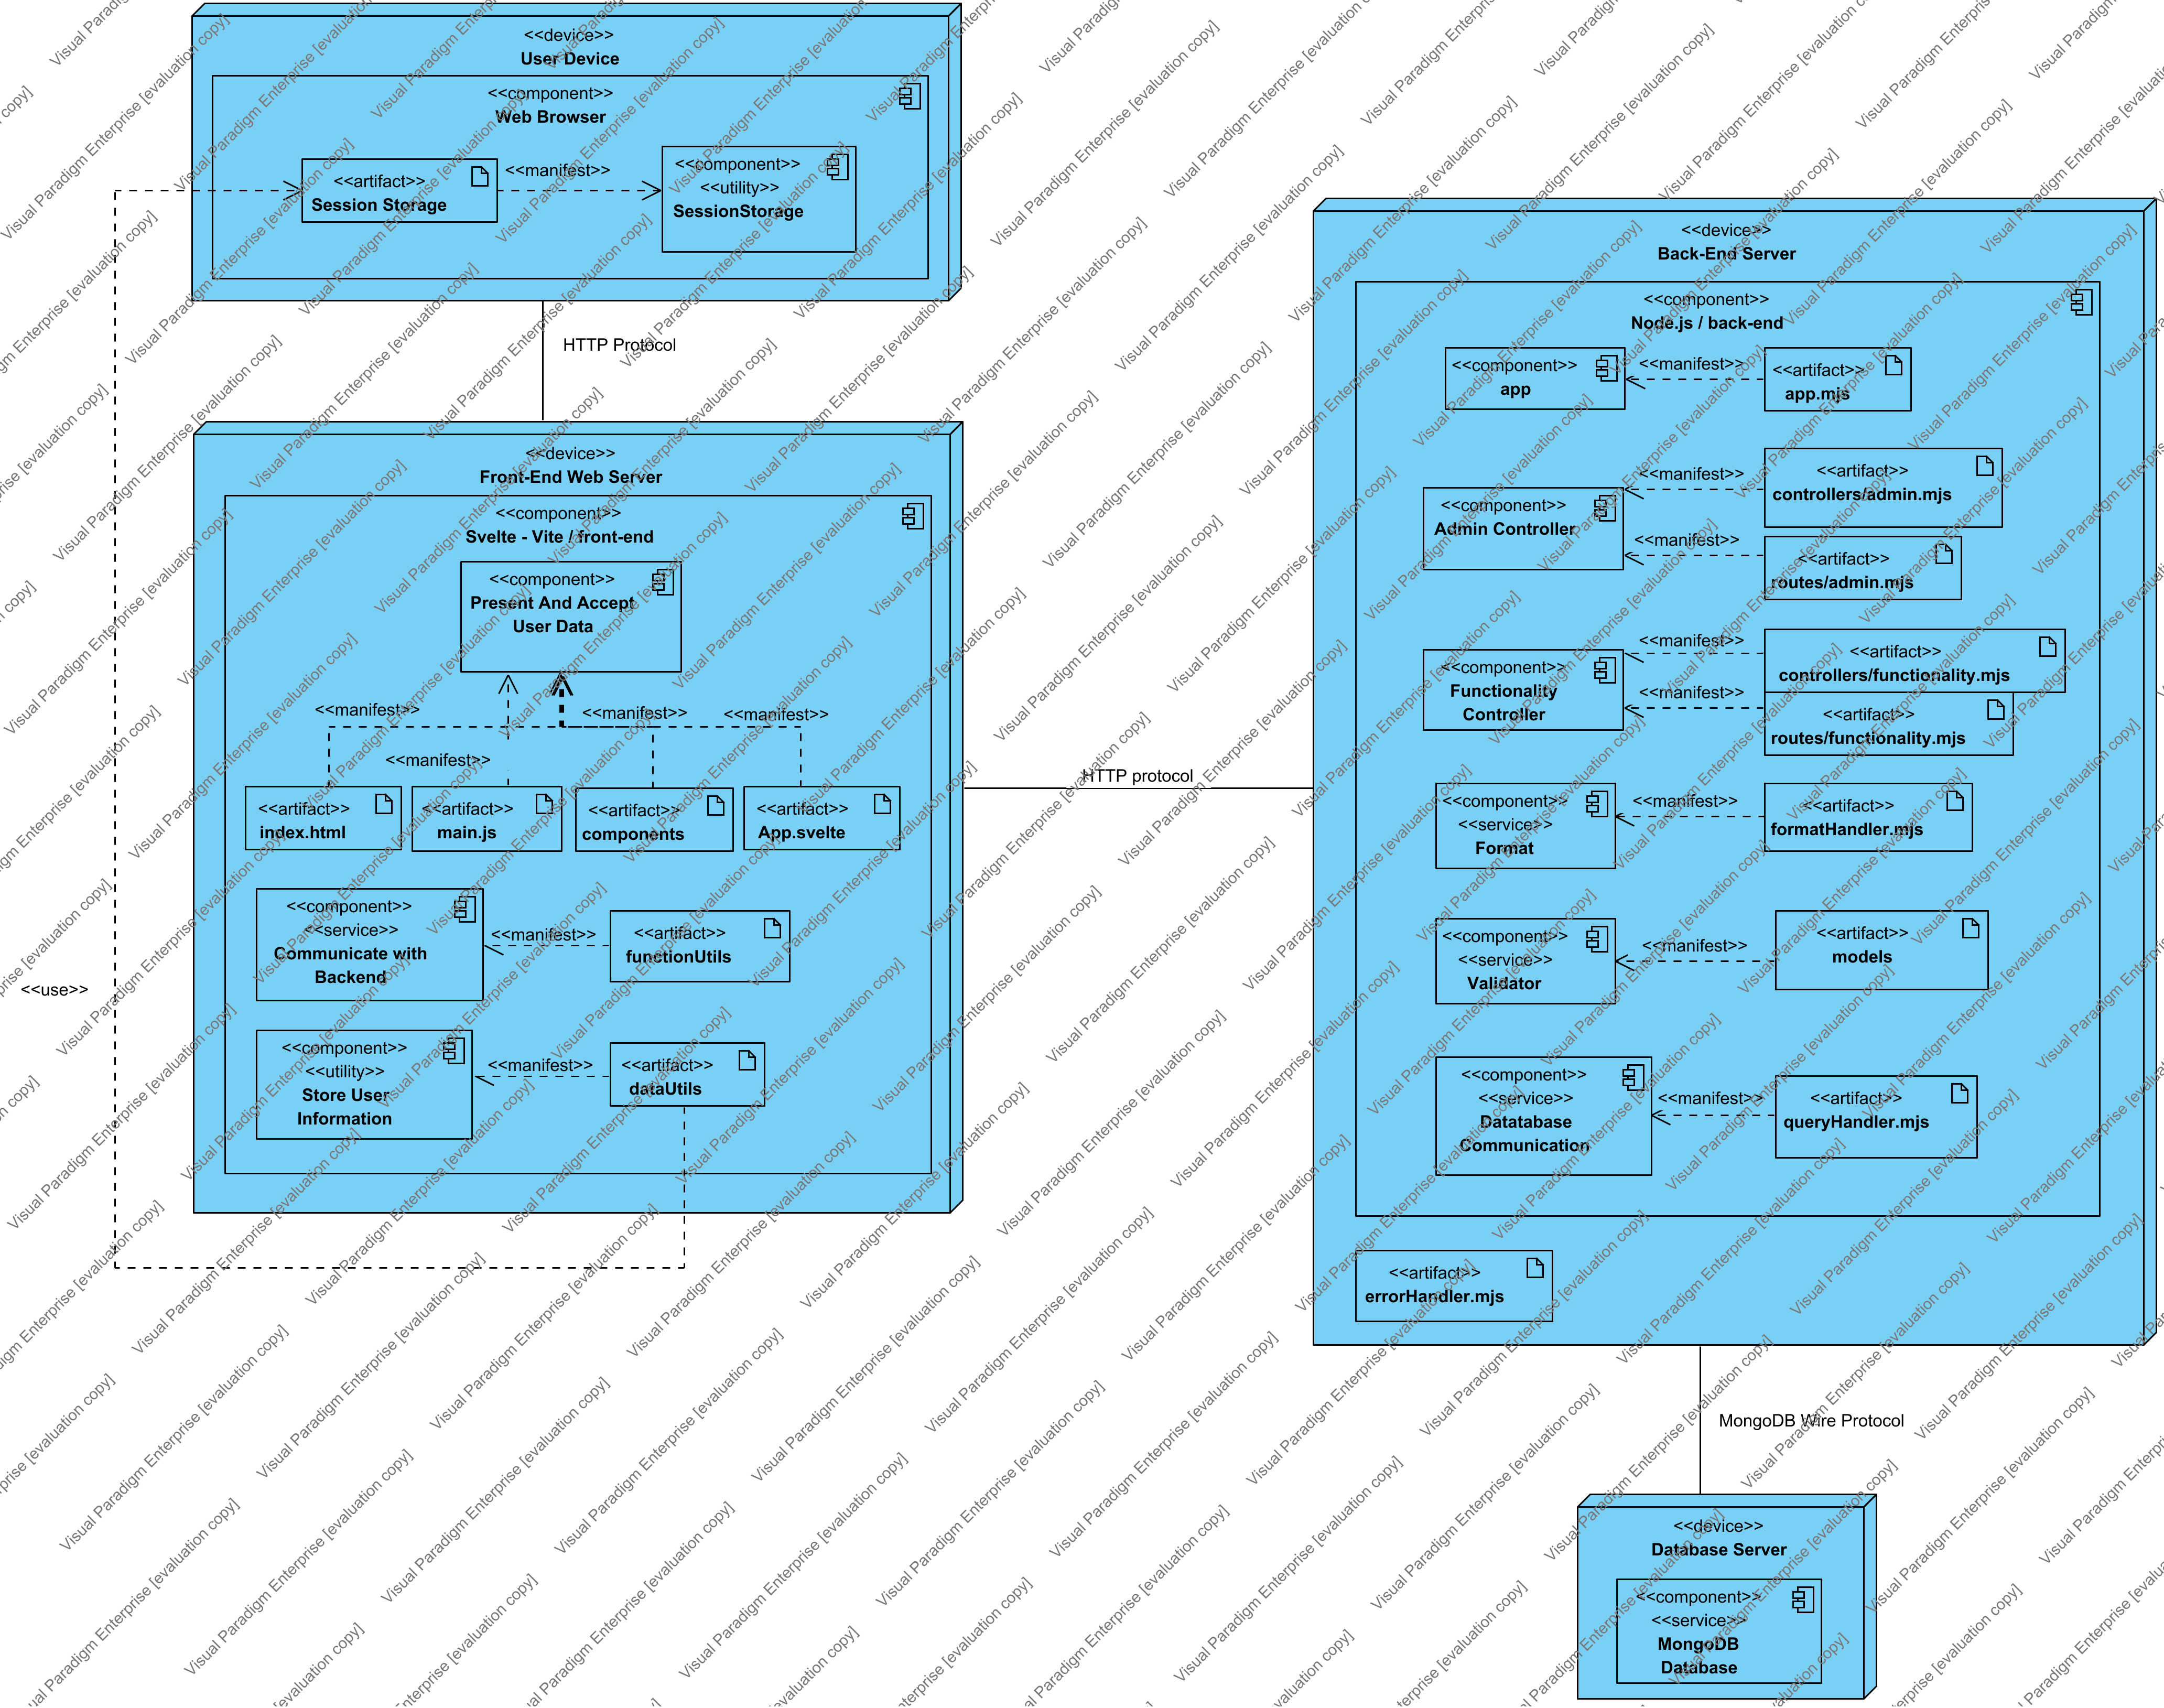 <<device>>
User Device
<<component>>
Web Browser
<<artifact>>
Session Storage
<<manifest>>
<<component>>
<<utility>>
SessionStorage
HTTP Protocol
<<device>>
Front-End Web Server
<<component>>
Svelte - Vite / front-end
<<component>>
Present And Accept
User Data
<<manifest>>
<<manifest>>
<<manifest>>
<<manifest>>
<<artifact>>
index.html
<<artifact>>
main.js
<<artifact>>
components
<<artifact>>
App.svelte
<<component>>
<<service>>
Communicate with
Backend
<<manifest>>
<<artifact>>
functionUtils
<<use>>
<<component>>
<<utility>>
Store User
Information
<<manifest>>
<<artifact>>
dataUtils
HTTP protocol
<<device>>
Back-End Server
<<component>>
Node.js / back-end
<<component>>
app
<<manifest>>
<<artifact>>
app.mjs
<<component>>
Admin Controller
<<manifest>>
<<artifact>>
controllers/admin.mjs
<<manifest>>
<<artifact>>
routes/admin.mjs
<<component>>
Functionality
Controller
<<manifest>>
<<artifact>>
controllers/functionality.mjs
<<manifest>>
<<artifact>>
routes/functionality.mjs
<<component>>
<<service>>
Format
<<manifest>>
<<artifact>>
formatHandler.mjs
<<component>>
<<service>>
Validator
<<manifest>>
<<artifact>>
models
<<component>>
<<service>>
Datatabase
Communication
<<manifest>>
<<artifact>>
queryHandler.mjs
<<artifact>>
errorHandler.mjs
MongoDB Wire Protocol
<<device>>
Database Server
<<component>>
<<service>>
MongoDB
Database
Visual Paradigm Enterprise [evaluation copy]